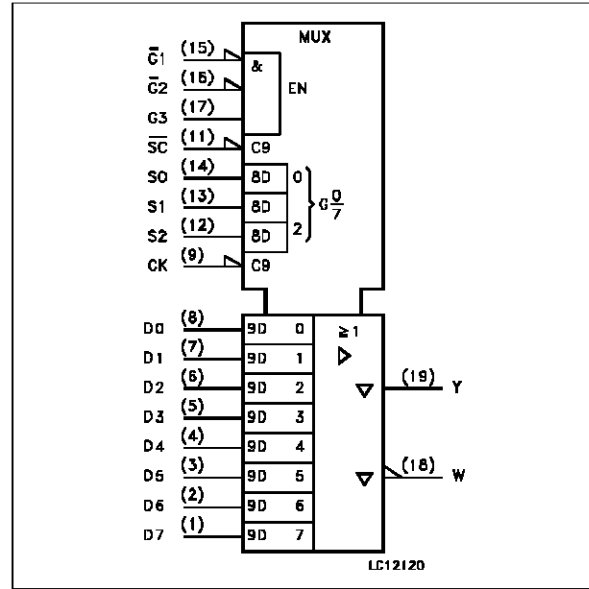 MUX
G̅1 (15) &
G̅2 (16) EN
G3 (17)
S̅C̅ (11) C9
S0 (14) 8D 0
S1 (13) 8D G 0/7
S2 (12) 8D 2
CK (9) C9
D0 (8) 9D 0 ≥1
D1 (7) 9D 1
D2 (6) 9D 2 (19) Y
D3 (5) 9D 3
D4 (4) 9D 4
D5 (3) 9D 5 (18) W
D6 (2) 9D 6
D7 (1) 9D 7
LC12120